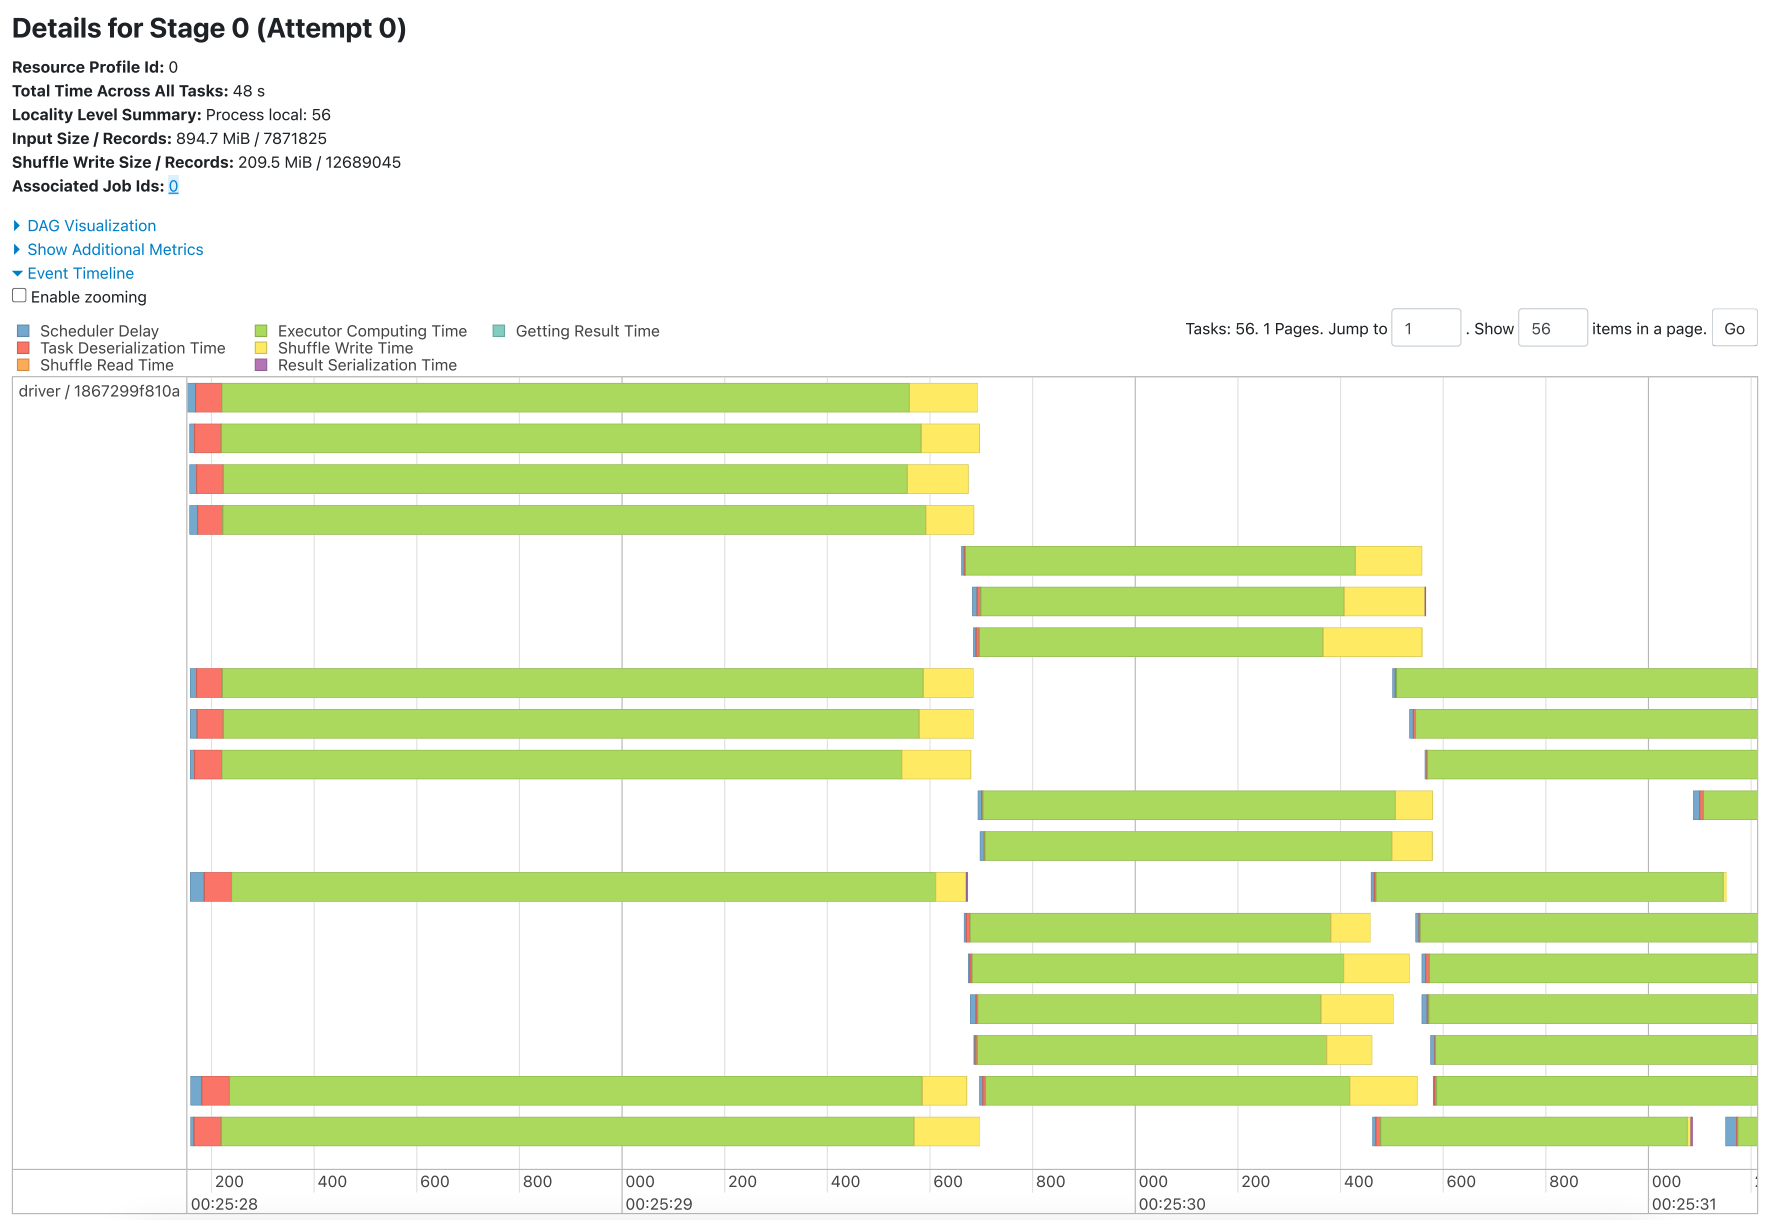 Details for Stage 0 (Attempt 0)
Resource Profile Id: 0
Total Time Across All Tasks: 48 s
Locality Level Summary: Process local: 56
Input Size / Records: 894.7 MiB / 7871825
Shuffle Write Size / Records: 209.5 MiB / 12689045
Associated Job Ids: 0
DAG Visualization
Show Additional Metrics
Event Timeline
Enable zooming
Tasks: 56. 1 Pages. Jump to 1 . Show 56 items in a page. Go
Scheduler Delay Executor Computing Time Getting Result Time
Task Deserialization Time Shuffle Write Time
Shuffle Read Time Result Serialization Time
driver / 1867299f810a
200 400 600 800 000 200 400 600 800 000 200 400 600 800 000
00:25:28 00:25:29 00:25:30 00:25:31